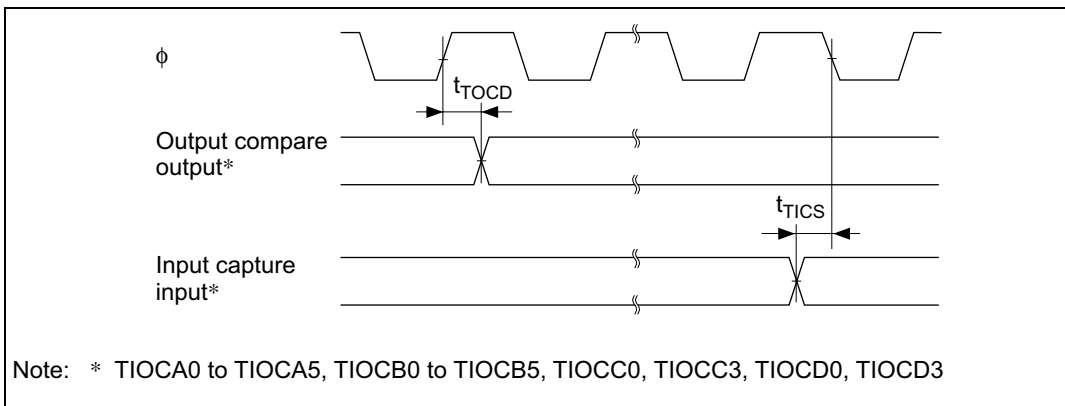 ϕ
tTOCD
Output compare
output*
tTICS
Input capture
input*
Note: * TIOCA0 to TIOCA5, TIOCB0 to TIOCB5, TIOCC0, TIOCC3, TIOCD0, TIOCD3